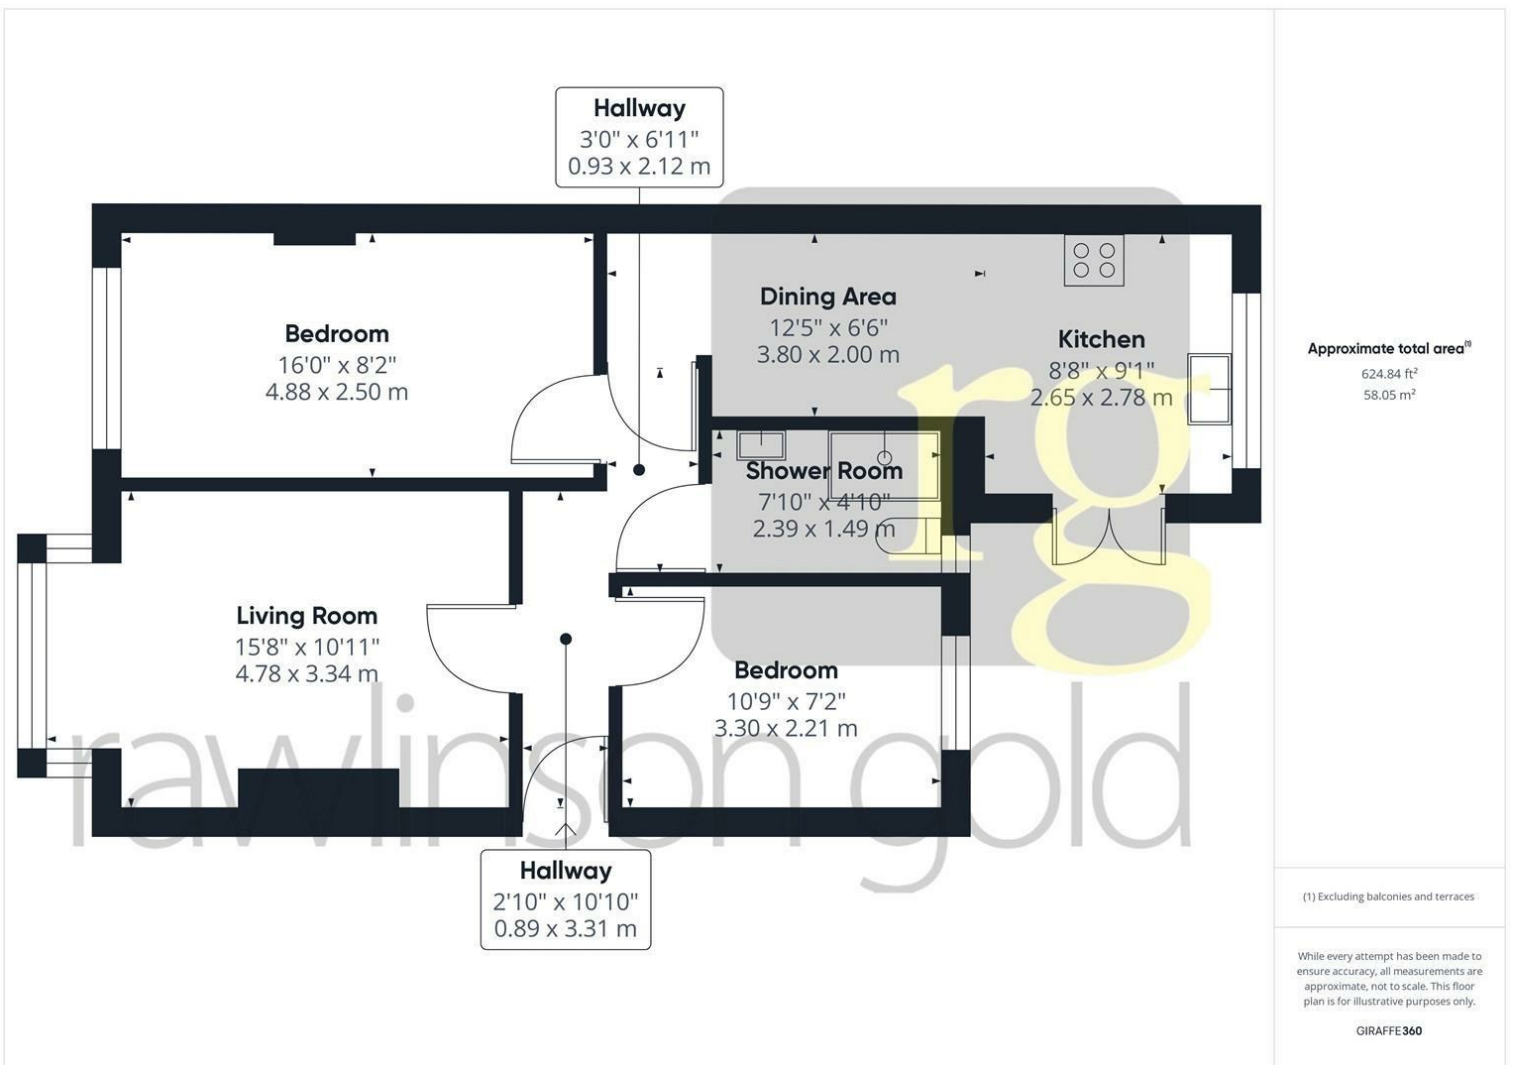 Hallway
3'0" x 6'11"
0.93 x 2.12 m
Bedroom
16'0" x 8'2"
4.88 x 2.50 m
Dining Area
12'5" x 6'6"
3.80 x 2.00 m
Kitchen
8'8" x 9'1"
2.65 x 2.78 m
Shower Room
7'10" x 4'10"
2.39 x 1.49 m
Living Room
15'8" x 10'11"
4.78 x 3.34 m
Bedroom
10'9" x 7'2"
3.30 x 2.21 m
Hallway
2'10" x 10'10"
0.89 x 3.31 m
rg
rawlinson gold
Approximate total area(1)
624.84 ft²
58.05 m²
(1) Excluding balconies and terraces
While every attempt has been made to
ensure accuracy, all measurements are
approximate, not to scale. This floor
plan is for illustrative purposes only.
GIRAFFE360